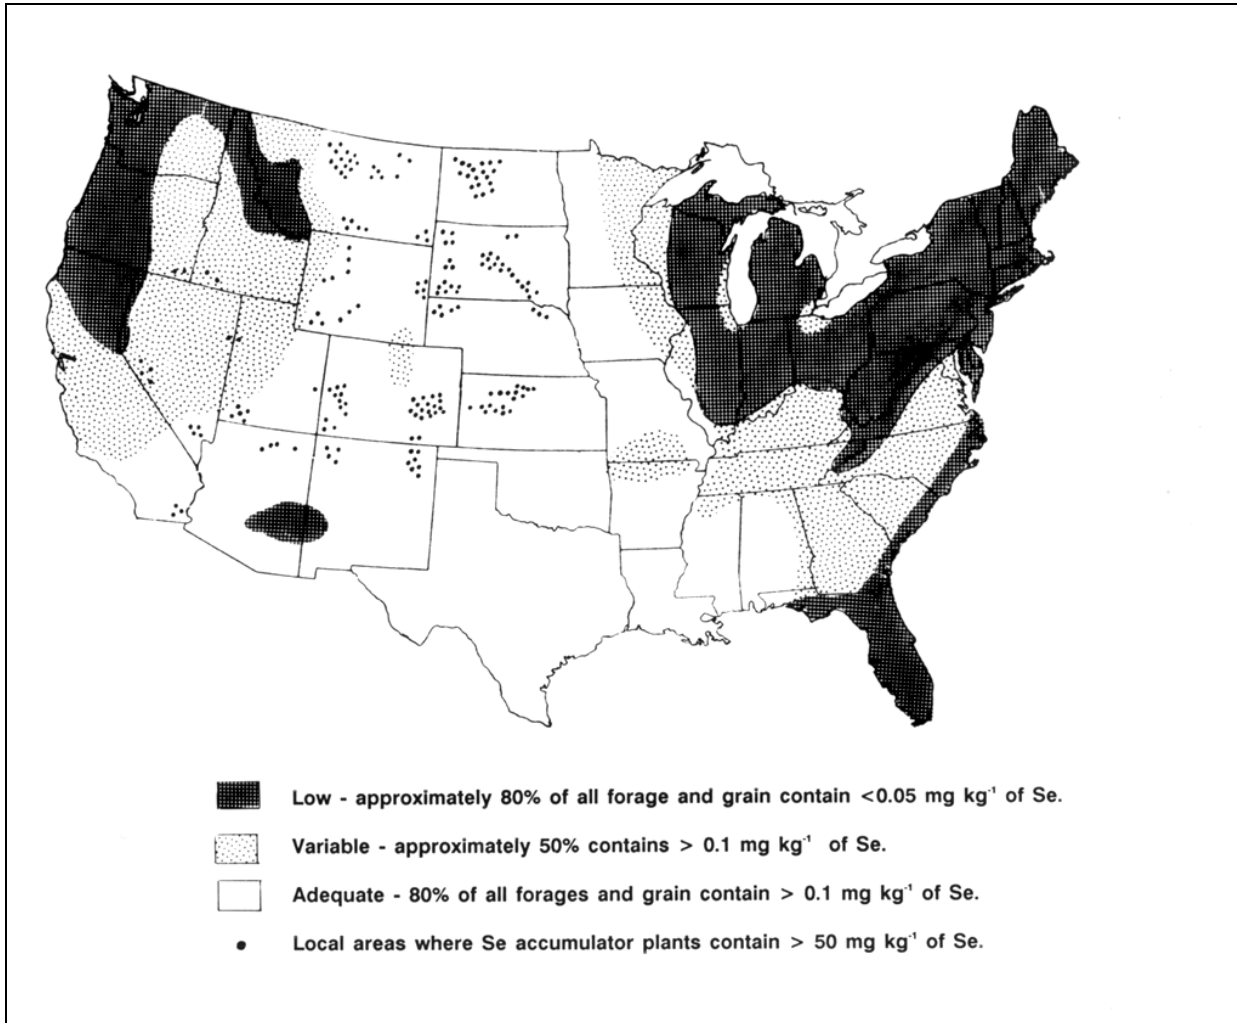 Low - approximately 80% of all forage and grain contain <0.05 mg kg⁻¹ of Se.
Variable - approximately 50% contains > 0.1 mg kg⁻¹ of Se.
Adequate - 80% of all forages and grain contain > 0.1 mg kg⁻¹ of Se.
Local areas where Se accumulator plants contain > 50 mg kg⁻¹ of Se.